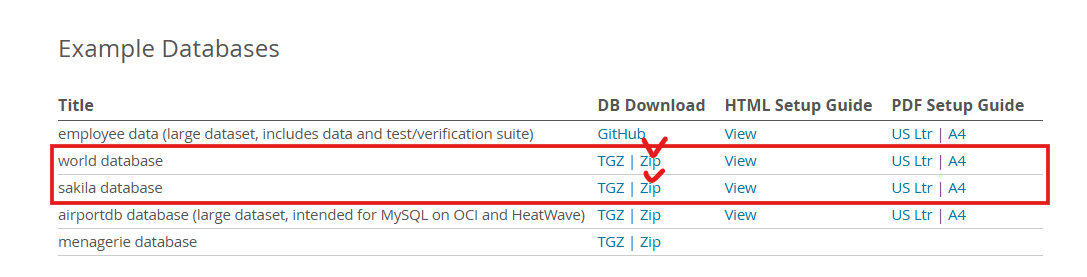 Example Databases
Title DB Download HTML Setup Guide PDF Setup Guide
employee data (large dataset, includes data and test/verification suite) GitHub View US Ltr | A4
world database TGZ | Zip View US Ltr | A4
sakila database TGZ | Zip View US Ltr | A4
airportdb database (large dataset, intended for MySQL on OCI and HeatWave) TGZ | Zip View US Ltr | A4
menagerie database TGZ | Zip